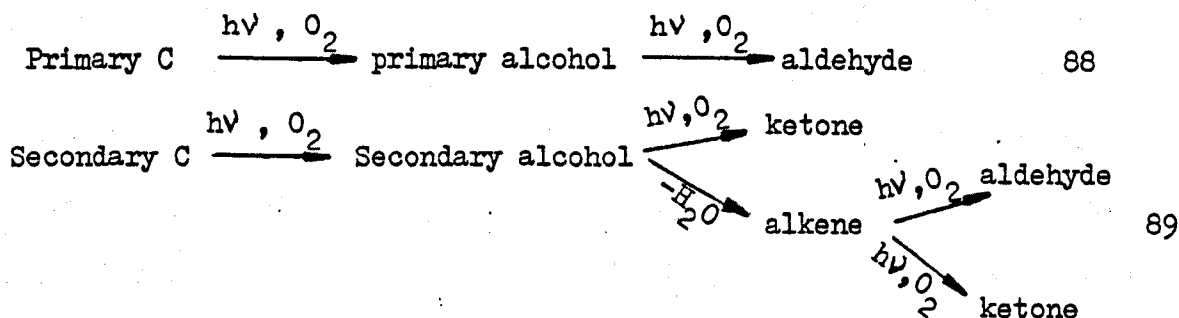 hν , O2 hν ,O2
Primary C primary alcohol aldehyde 88
hν , O2 hν,O2 ketone
Secondary C Secondary alcohol
-H2O hν,O2 aldehyde
alkene 89
hν,O2
ketone